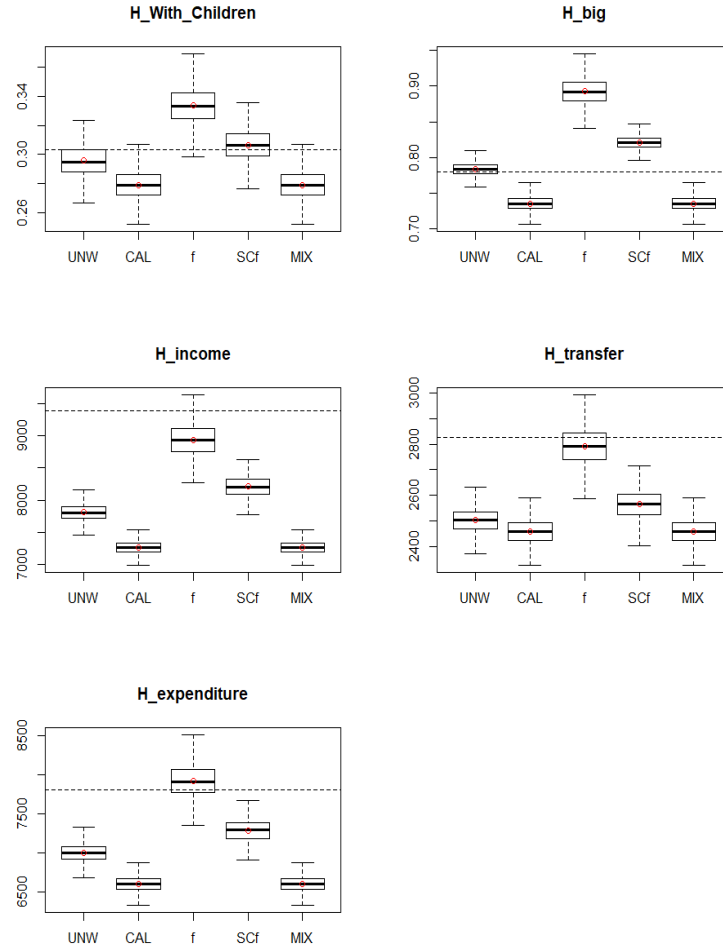 H_With_Children
0.34
0.30
0.26
UNW CAL f SCf MIX
H_big
0.90
0.80
0.70
UNW CAL f SCf MIX
H_income
9000
8000
7000
UNW CAL f SCf MIX
H_transfer
3000
2800
2600
2400
UNW CAL f SCf MIX
H_expenditure
8500
7500
6500
UNW CAL f SCf MIX